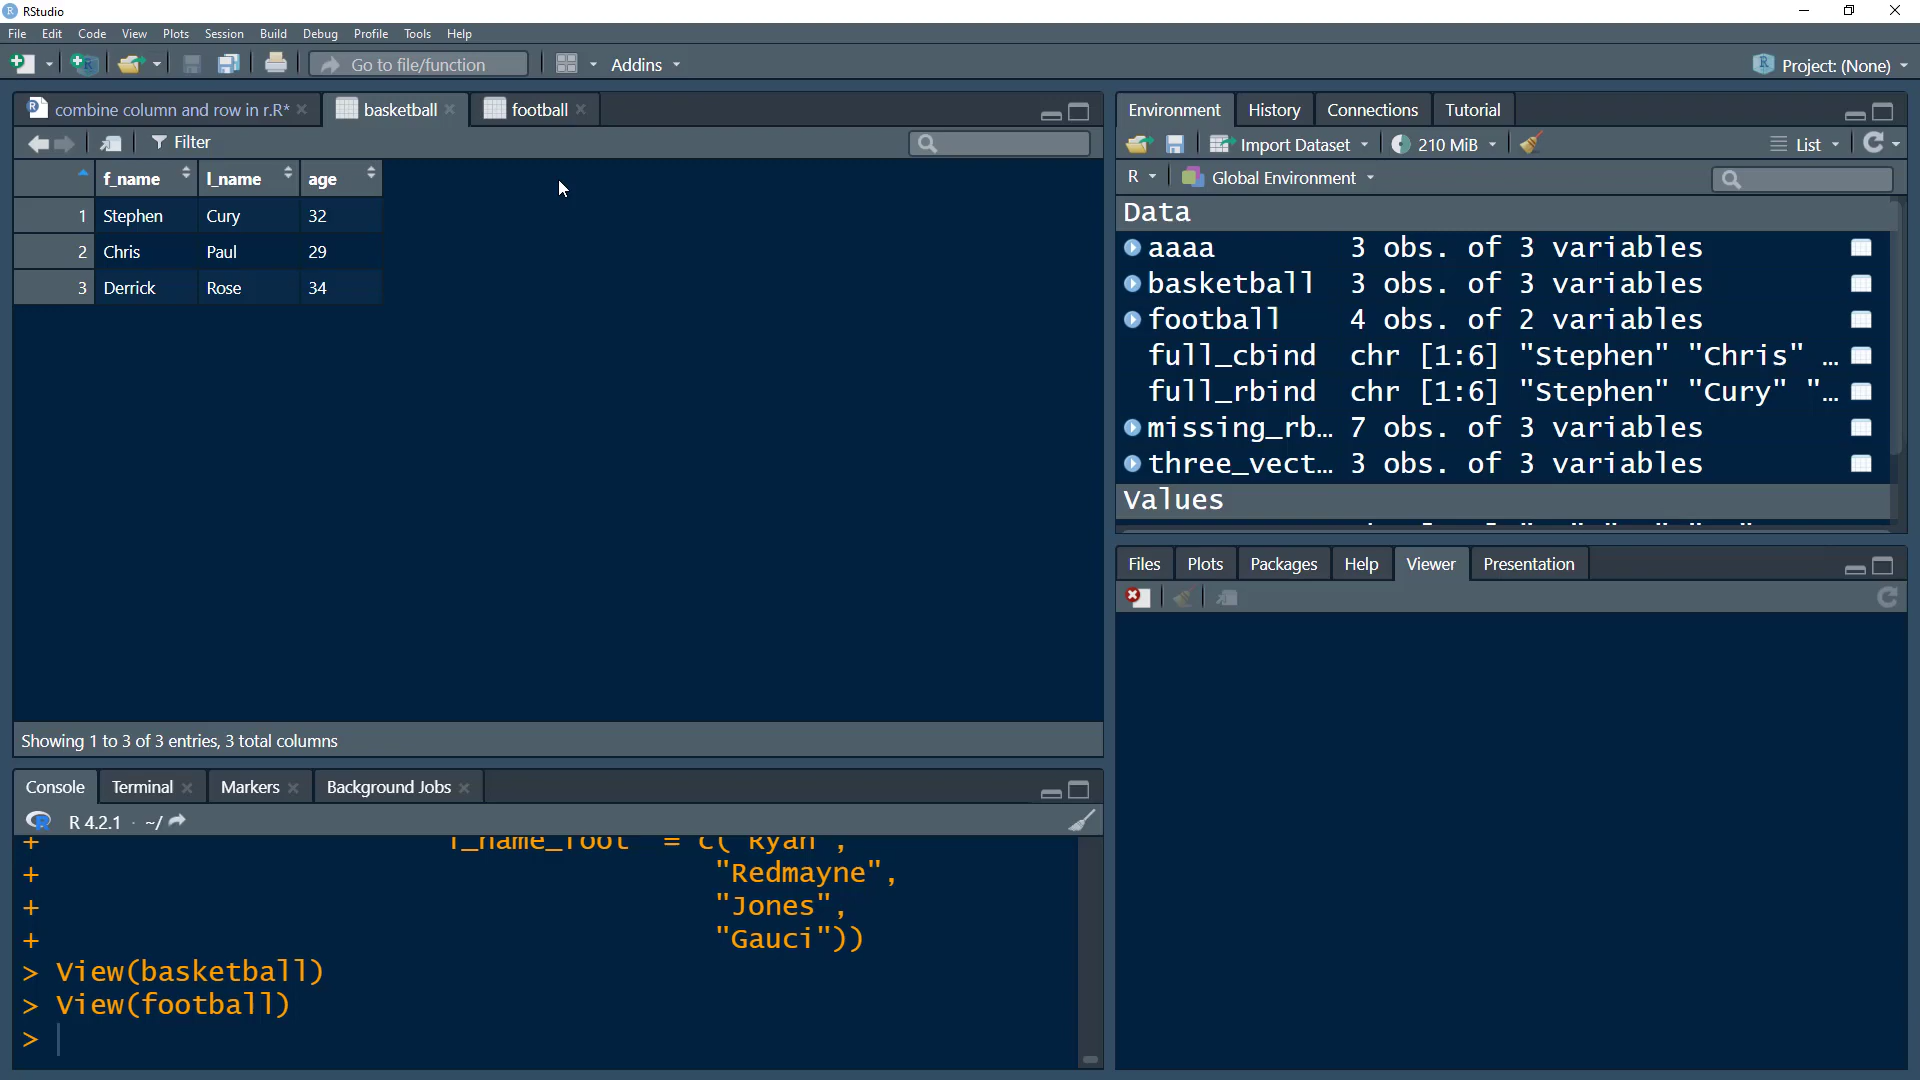 RStudio
File Edit Code View Plots Session Build Debug Profile Tools Help
Go to file/function Addins Project: (None)
combine column and row in r.R* basketball football
Filter
f_name l_name age
1 Stephen Cury 32
2 Chris Paul 29
3 Derrick Rose 34
Showing 1 to 3 of 3 entries, 3 total columns
Console Terminal Markers Background Jobs
R 4.2.1 · ~/
+ l_name_foot = c("Ryan",
+ "Redmayne",
+ "Jones",
+ "Gauci"))
> View(basketball)
> View(football)
>
Environment History Connections Tutorial
Import Dataset 210 MiB List
R Global Environment
Data
aaaa 3 obs. of 3 variables
basketball 3 obs. of 3 variables
football 4 obs. of 2 variables
full_cbind chr [1:6] "Stephen" "Chris" …
full_rbind chr [1:6] "Stephen" "Cury" "…
missing_rb… 7 obs. of 3 variables
three_vect… 3 obs. of 3 variables
Values
Files Plots Packages Help Viewer Presentation